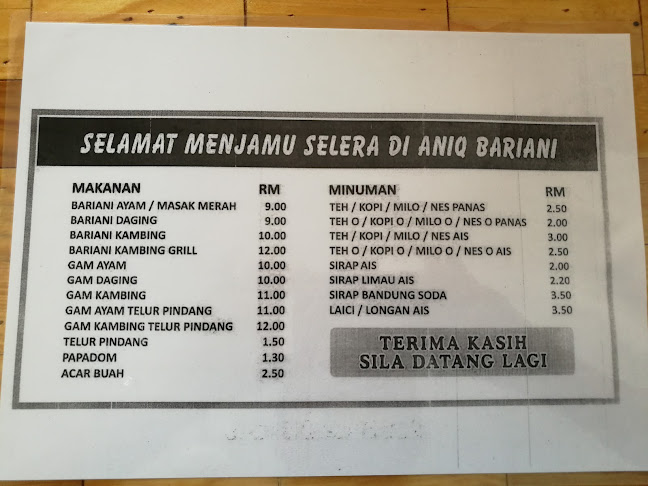 SELAMAT MENJAMU SELERA DI ANIQ BARIANI
MAKANAN RM
BARIANI AYAM / MASAK MERAH 9.00
BARIANI DAGING 9.00
BARIANI KAMBING 10.00
BARIANI KAMBING GRILL 12.00
GAM AYAM 10.00
GAM DAGING 10.00
GAM KAMBING 11.00
GAM AYAM TELUR PINDANG 11.00
GAM KAMBING TELUR PINDANG 12.00
TELUR PINDANG 1.50
PAPADOM 1.30
ACAR BUAH 2.50
MINUMAN RM
TEH / KOPI / MILO / NES PANAS 2.50
TEH O / KOPI O / MILO O / NES O PANAS 2.00
TEH / KOPI / MILO / NES AIS 3.00
TEH O / KOPI O / MILO O / NES O AIS 2.50
SIRAP AIS 2.00
SIRAP LIMAU AIS 2.20
SIRAP BANDUNG SODA 3.50
LAICI / LONGAN AIS 3.50
TERIMA KASIH
SILA DATANG LAGI